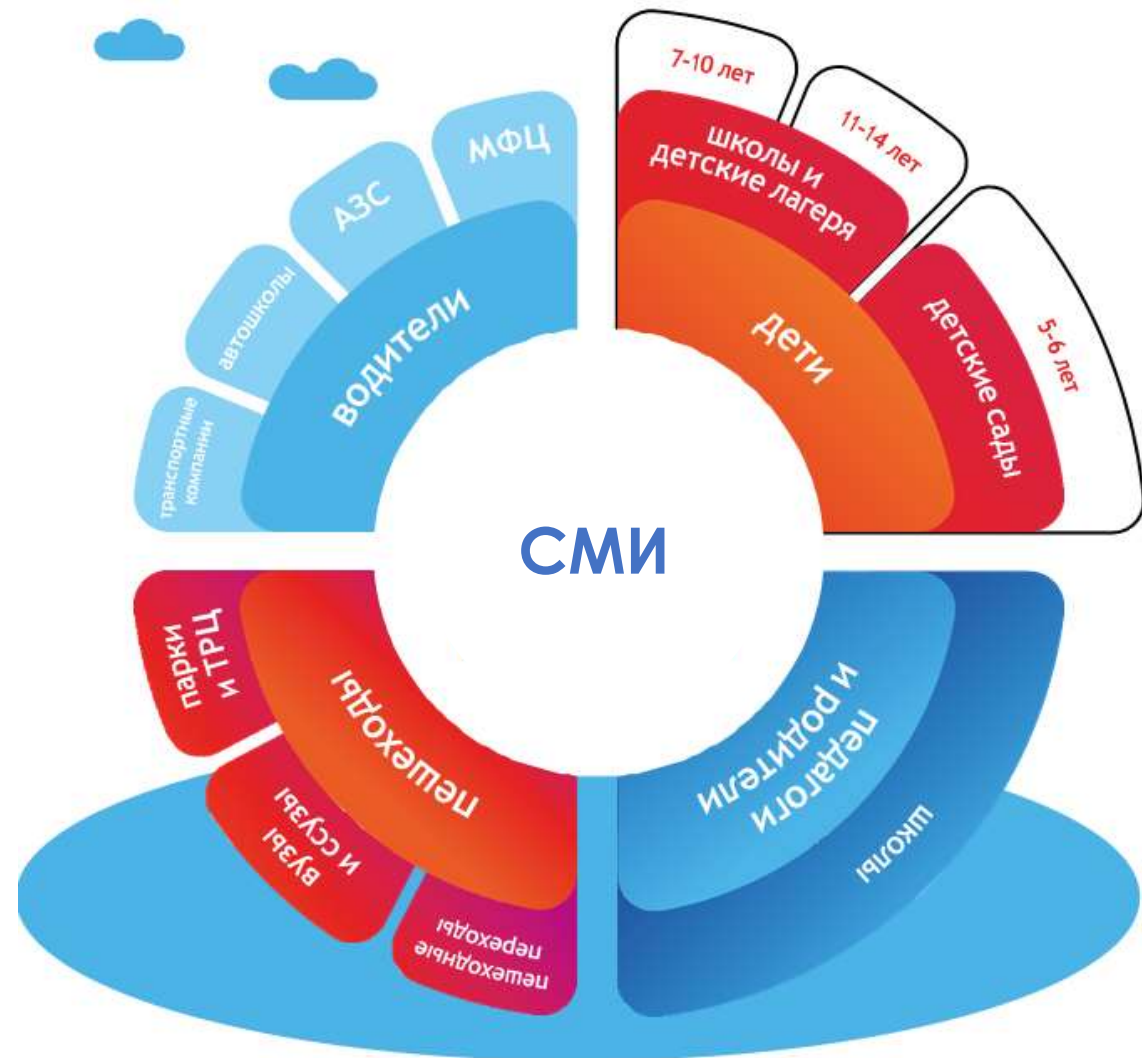 МФЦ
АЗС
автошколы
транспортные
компании
водители
7-10 лет
11-14 лет
школы и
детские лагеря
5-6 лет
детские сады
дети
СМИ
парки
и ТРЦ
вузы
и ссузы
пешеходные
переходы
пешеходы
педагоги
и родители
школы